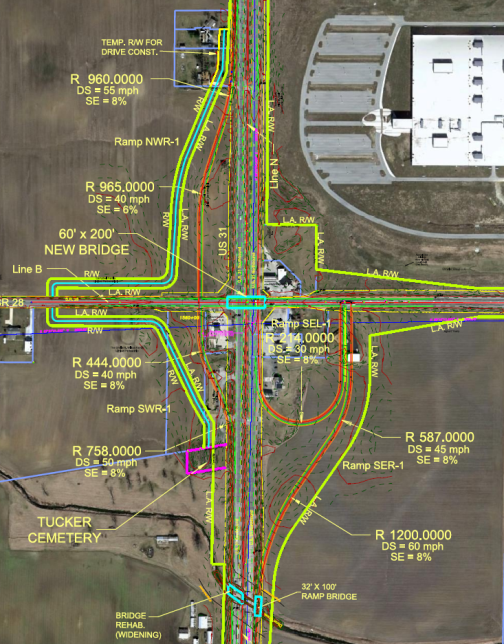 TEMP. R/W FOR
DRIVE CONST.
R 960.0000
DS = 55 mph
SE = 8%
R/W
L.A. R/W
Ramp NWR-1
Line N
L.A. R/W
R 965.0000
DS = 40 mph
SE = 6%
R/W
L.A. R/W
L.A. R/W
60' x 200'
NEW BRIDGE
US 31
Line B
R/W
L.A. R/W
L.A. R/W
SR 28
L.A. R/W
R/W
L.A. R/W
Ramp SEL-1
R 214.0000
DS = 30 mph
SE = 8%
L.A. R/W
R 444.0000
DS = 40 mph
SE = 8%
R/W
L.A. R/W
Ramp SWR-1
R 758.0000
DS = 50 mph
SE = 8%
R 587.0000
DS = 45 mph
SE = 8%
Ramp SER-1
L.A. R/W
L.A. R/W
TUCKER
CEMETERY
R 1200.0000
DS = 60 mph
SE = 8%
BRIDGE
REHAB.
(WIDENING)
32' X 100'
RAMP BRIDGE